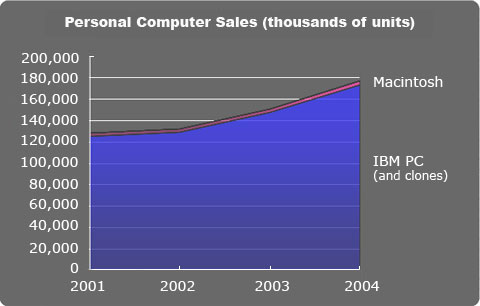 Personal Computer Sales (thousands of units)
200,000
180,000
160,000
140,000
120,000
100,000
80,000
60,000
40,000
20,000
0
2001 2002 2003 2004
Macintosh
IBM PC
(and clones)